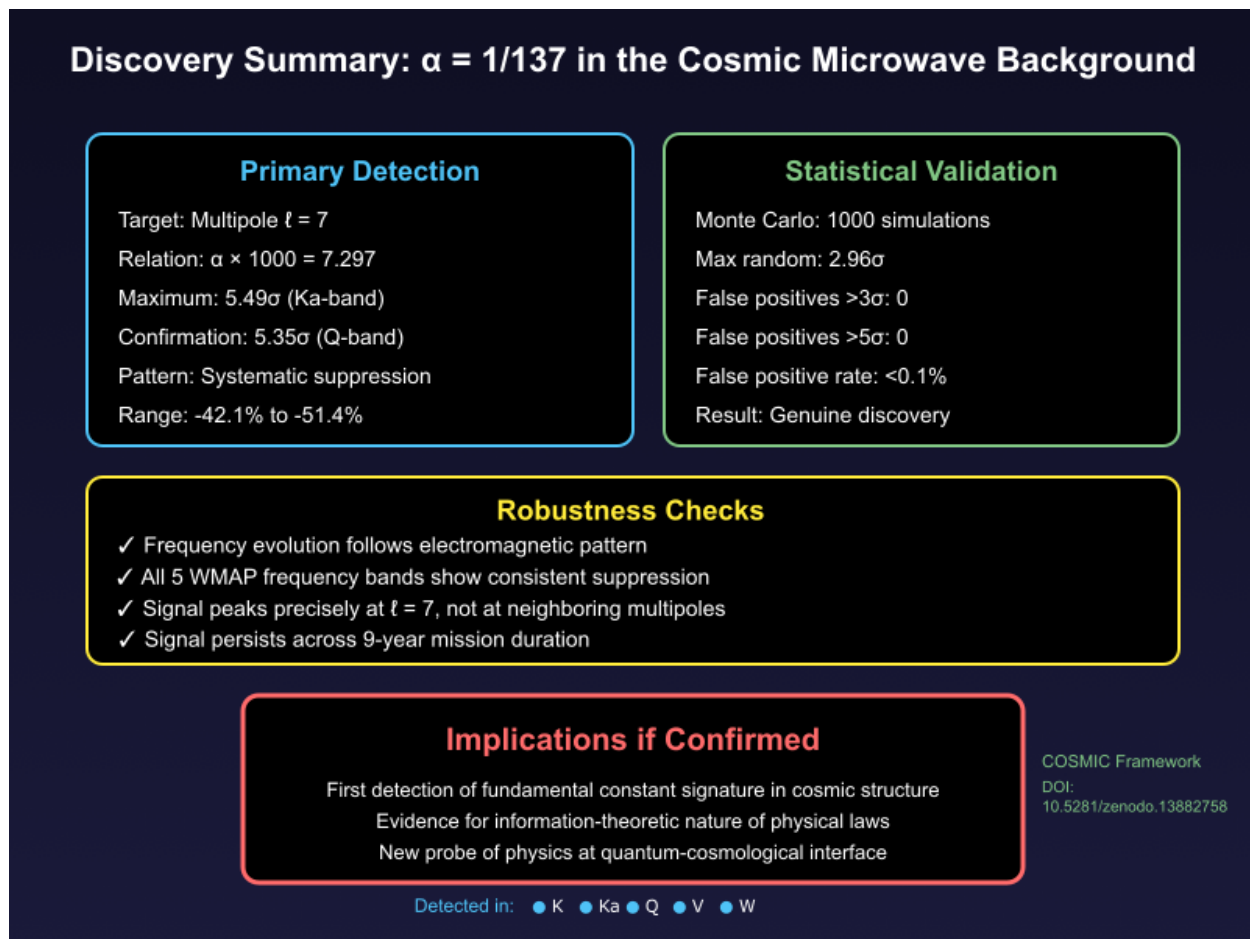 Discovery Summary: α = 1/137 in the Cosmic Microwave Background
Primary Detection
Target: Multipole ℓ = 7
Relation: α × 1000 = 7.297
Maximum: 5.49σ (Ka-band)
Confirmation: 5.35σ (Q-band)
Pattern: Systematic suppression
Range: -42.1% to -51.4%
Statistical Validation
Monte Carlo: 1000 simulations
Max random: 2.96σ
False positives >3σ: 0
False positives >5σ: 0
False positive rate: <0.1%
Result: Genuine discovery
Robustness Checks
✓ Frequency evolution follows electromagnetic pattern
✓ All 5 WMAP frequency bands show consistent suppression
✓ Signal peaks precisely at ℓ = 7, not at neighboring multipoles
✓ Signal persists across 9-year mission duration
Implications if Confirmed
First detection of fundamental constant signature in cosmic structure
Evidence for information-theoretic nature of physical laws
New probe of physics at quantum-cosmological interface
COSMIC Framework
DOI:
10.5281/zenodo.13882758
Detected in: ● K ● Ka ● Q ● V ● W